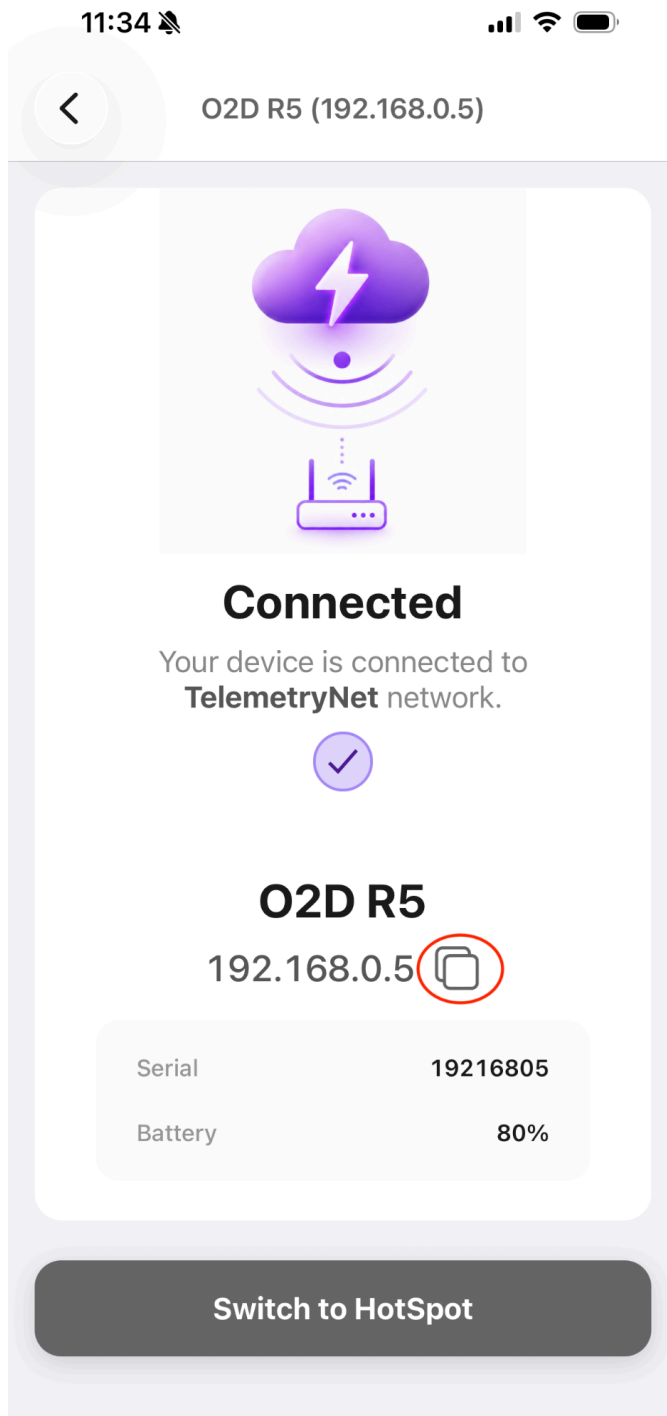 11:34
O2D R5 (192.168.0.5)
Connected
Your device is connected to
TelemetryNet network.
O2D R5
192.168.0.5
Serial 19216805
Battery 80%
Switch to HotSpot